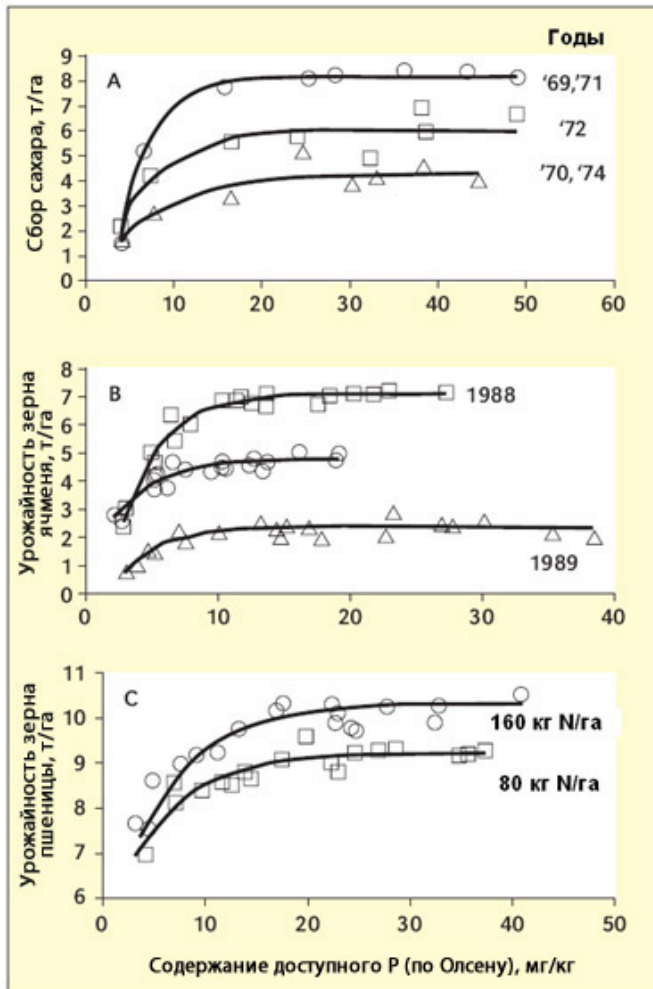 Годы
9
8
7
6
5
4
3
2
1
0
Сбор сахара, т/га
A
'69,'71
'72
'70, '74
0 10 20 30 40 50 60
8
7
6
5
4
3
2
1
0
Урожайность зерна
ячменя, т/га
B
1988
1989
0 10 20 30 40
11
10
9
8
7
6
Урожайность зерна
пшеницы, т/га
C
160 кг N/га
80 кг N/га
0 10 20 30 40 50
Содержание доступного P (по Олсену), мг/кг